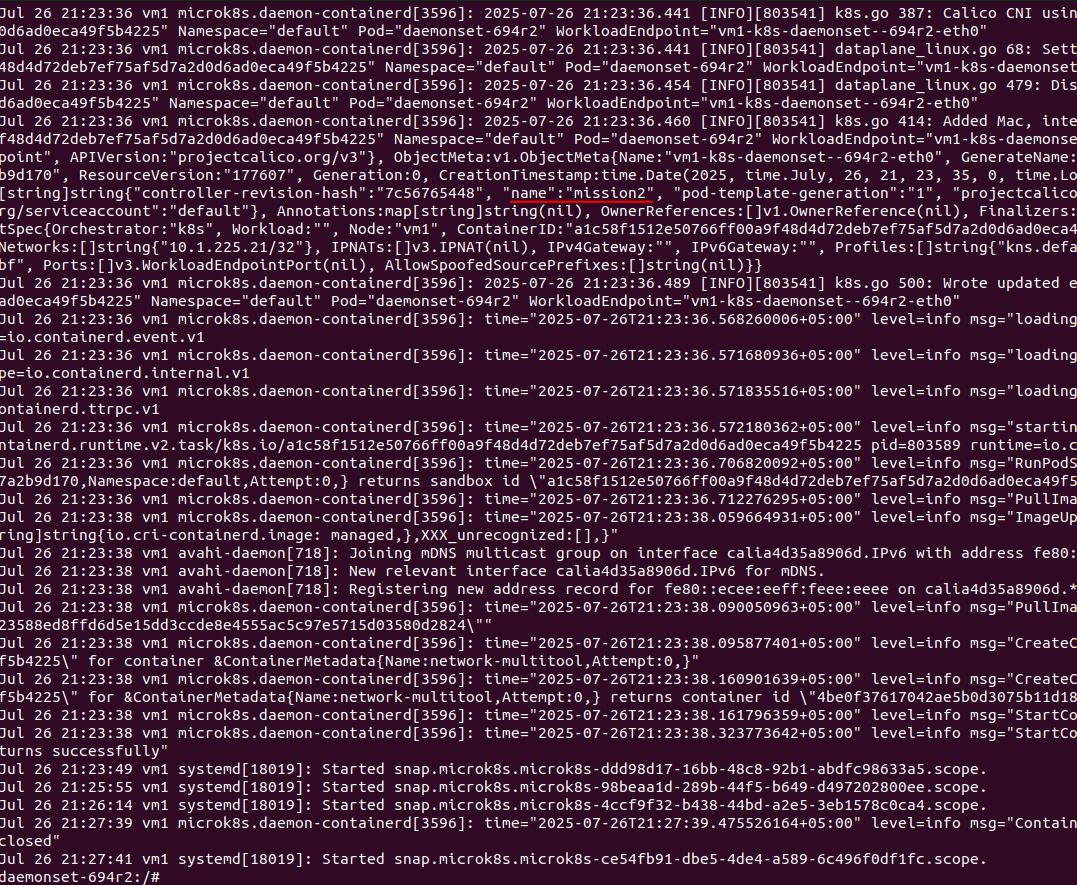 Jul 26 21:23:36 vm1 microk8s.daemon-containerd[3596]: 2025-07-26 21:23:36.441 [INFO][803541] k8s.go 387: Calico CNI usin
0d6ad0eca49f5b4225" Namespace="default" Pod="daemonset-694r2" WorkloadEndpoint="vm1-k8s-daemonset--694r2-eth0"
Jul 26 21:23:36 vm1 microk8s.daemon-containerd[3596]: 2025-07-26 21:23:36.441 [INFO][803541] dataplane_linux.go 68: Sett
48d4d72deb7ef75af5d7a2d0d6ad0eca49f5b4225" Namespace="default" Pod="daemonset-694r2" WorkloadEndpoint="vm1-k8s-daemonset
Jul 26 21:23:36 vm1 microk8s.daemon-containerd[3596]: 2025-07-26 21:23:36.454 [INFO][803541] dataplane_linux.go 479: Dis
d6ad0eca49f5b4225" Namespace="default" Pod="daemonset-694r2" WorkloadEndpoint="vm1-k8s-daemonset--694r2-eth0"
Jul 26 21:23:36 vm1 microk8s.daemon-containerd[3596]: 2025-07-26 21:23:36.460 [INFO][803541] k8s.go 414: Added Mac, inte
f48d4d72deb7ef75af5d7a2d0d6ad0eca49f5b4225" Namespace="default" Pod="daemonset-694r2" WorkloadEndpoint="vm1-k8s-daemonse
point", APIVersion:"projectcalico.org/v3"}, ObjectMeta:v1.ObjectMeta{Name:"vm1-k8s-daemonset--694r2-eth0", GenerateName:
b9d170", ResourceVersion:"177607", Generation:0, CreationTimestamp:time.Date(2025, time.July, 26, 21, 23, 35, 0, time.Lo
[string]string{"controller-revision-hash":"7c56765448", "name":"mission2", "pod-template-generation":"1", "projectcalico
rg/serviceaccount":"default"}, Annotations:map[string]string(nil), OwnerReferences:[]v1.OwnerReference(nil), Finalizers:
tSpec{Orchestrator:"k8s", Workload:"", Node:"vm1", ContainerID:"a1c58f1512e50766ff00a9f48d4d72deb7ef75af5d7a2d0d6ad0eca4
Networks:[]string{"10.1.225.21/32"}, IPNATs:[]v3.IPNAT(nil), IPv4Gateway:"", IPv6Gateway:"", Profiles:[]string{"kns.defa
bf", Ports:[]v3.WorkloadEndpointPort(nil), AllowSpoofedSourcePrefixes:[]string(nil)}}
Jul 26 21:23:36 vm1 microk8s.daemon-containerd[3596]: 2025-07-26 21:23:36.489 [INFO][803541] k8s.go 500: Wrote updated e
ad0eca49f5b4225" Namespace="default" Pod="daemonset-694r2" WorkloadEndpoint="vm1-k8s-daemonset--694r2-eth0"
Jul 26 21:23:36 vm1 microk8s.daemon-containerd[3596]: time="2025-07-26T21:23:36.568260006+05:00" level=info msg="loading
=io.containerd.event.v1
Jul 26 21:23:36 vm1 microk8s.daemon-containerd[3596]: time="2025-07-26T21:23:36.571680936+05:00" level=info msg="loading
pe=io.containerd.internal.v1
Jul 26 21:23:36 vm1 microk8s.daemon-containerd[3596]: time="2025-07-26T21:23:36.571835516+05:00" level=info msg="loading
ontainerd.ttrpc.v1
Jul 26 21:23:36 vm1 microk8s.daemon-containerd[3596]: time="2025-07-26T21:23:36.572180362+05:00" level=info msg="startin
ntainerd.runtime.v2.task/k8s.io/a1c58f1512e50766ff00a9f48d4d72deb7ef75af5d7a2d0d6ad0eca49f5b4225 pid=803589 runtime=io.c
Jul 26 21:23:36 vm1 microk8s.daemon-containerd[3596]: time="2025-07-26T21:23:36.706820092+05:00" level=info msg="RunPodS
7a2b9d170,Namespace:default,Attempt:0,} returns sandbox id \"a1c58f1512e50766ff00a9f48d4d72deb7ef75af5d7a2d0d6ad0eca49f5
Jul 26 21:23:36 vm1 microk8s.daemon-containerd[3596]: time="2025-07-26T21:23:36.712276295+05:00" level=info msg="PullIma
Jul 26 21:23:38 vm1 microk8s.daemon-containerd[3596]: time="2025-07-26T21:23:38.059664931+05:00" level=info msg="ImageUp
ring]string{io.cri-containerd.image: managed,},XXX_unrecognized:[],}"
Jul 26 21:23:38 vm1 avahi-daemon[718]: Joining mDNS multicast group on interface calia4d35a8906d.IPv6 with address fe80:
Jul 26 21:23:38 vm1 avahi-daemon[718]: New relevant interface calia4d35a8906d.IPv6 for mDNS.
Jul 26 21:23:38 vm1 avahi-daemon[718]: Registering new address record for fe80::ecee:eeff:feee:eeee on calia4d35a8906d.*
Jul 26 21:23:38 vm1 microk8s.daemon-containerd[3596]: time="2025-07-26T21:23:38.090050963+05:00" level=info msg="PullIma
23588ed8ffd6d5e15dd3ccde8e4555ac5c97e5715d03580d2824\""
Jul 26 21:23:38 vm1 microk8s.daemon-containerd[3596]: time="2025-07-26T21:23:38.095877401+05:00" level=info msg="CreateC
f5b4225\" for container &ContainerMetadata{Name:network-multitool,Attempt:0,}"
Jul 26 21:23:38 vm1 microk8s.daemon-containerd[3596]: time="2025-07-26T21:23:38.160901639+05:00" level=info msg="CreateC
f5b4225\" for &ContainerMetadata{Name:network-multitool,Attempt:0,} returns container id \"4be0f37617042ae5b0d3075b11d18
Jul 26 21:23:38 vm1 microk8s.daemon-containerd[3596]: time="2025-07-26T21:23:38.161796359+05:00" level=info msg="StartCo
Jul 26 21:23:38 vm1 microk8s.daemon-containerd[3596]: time="2025-07-26T21:23:38.323773642+05:00" level=info msg="StartCo
turns successfully"
Jul 26 21:23:49 vm1 systemd[18019]: Started snap.microk8s.microk8s-ddd98d17-16bb-48c8-92b1-abdfc98633a5.scope.
Jul 26 21:25:55 vm1 systemd[18019]: Started snap.microk8s.microk8s-98beaa1d-289b-44f5-b649-d497202800ee.scope.
Jul 26 21:26:14 vm1 systemd[18019]: Started snap.microk8s.microk8s-4ccf9f32-b438-44bd-a2e5-3eb1578c0ca4.scope.
Jul 26 21:27:39 vm1 microk8s.daemon-containerd[3596]: time="2025-07-26T21:27:39.475526164+05:00" level=info msg="Contain
closed"
Jul 26 21:27:41 vm1 systemd[18019]: Started snap.microk8s.microk8s-ce54fb91-dbe5-4de4-a589-6c496f0df1fc.scope.
daemonset-694r2:/#